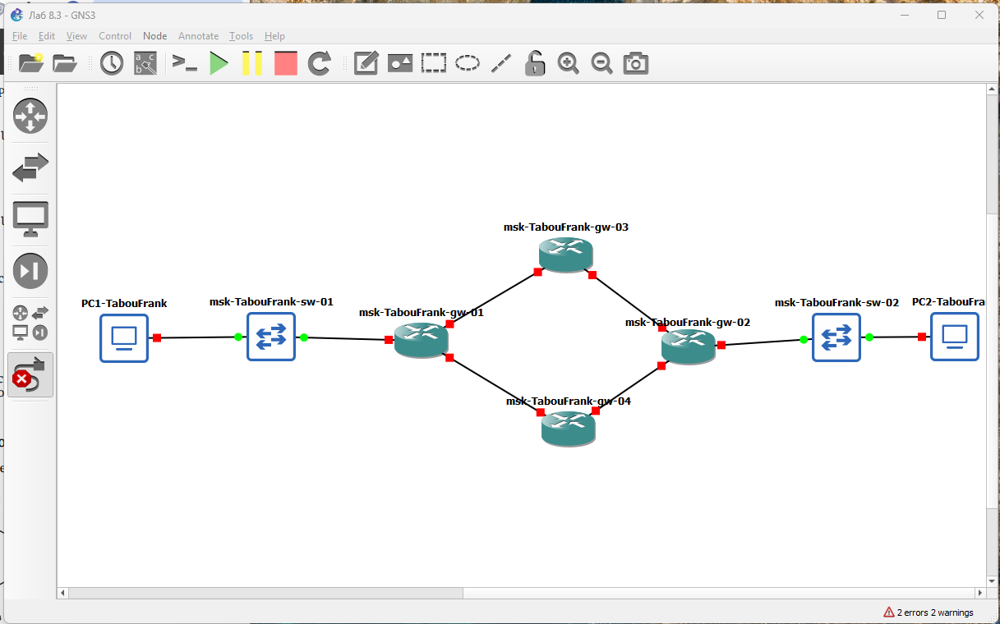 Лаб 8.3 - GNS3
File Edit View Control Node Annotate Tools Help
msk-TabouFrank-gw-03
PC1-TabouFrank
msk-TabouFrank-sw-01
msk-TabouFrank-gw-01
msk-TabouFrank-gw-02
msk-TabouFrank-sw-02
PC2-TabouFra
msk-TabouFrank-gw-04
2 errors 2 warnings